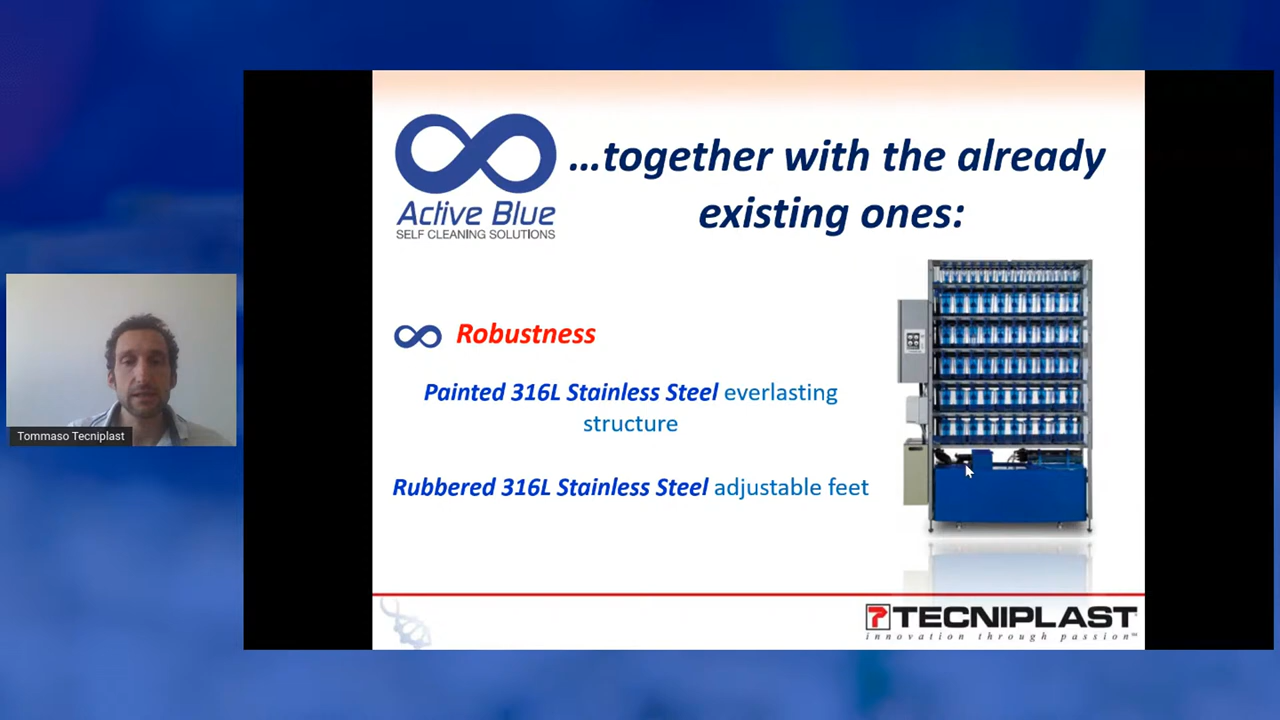 ...together with the already
existing ones:
Active Blue
SELF CLEANING SOLUTIONS
Robustness
Painted 316L Stainless Steel everlasting
structure
Rubbered 316L Stainless Steel adjustable feet
Tommaso Tecniplast
TECNIPLAST
innovation through passion